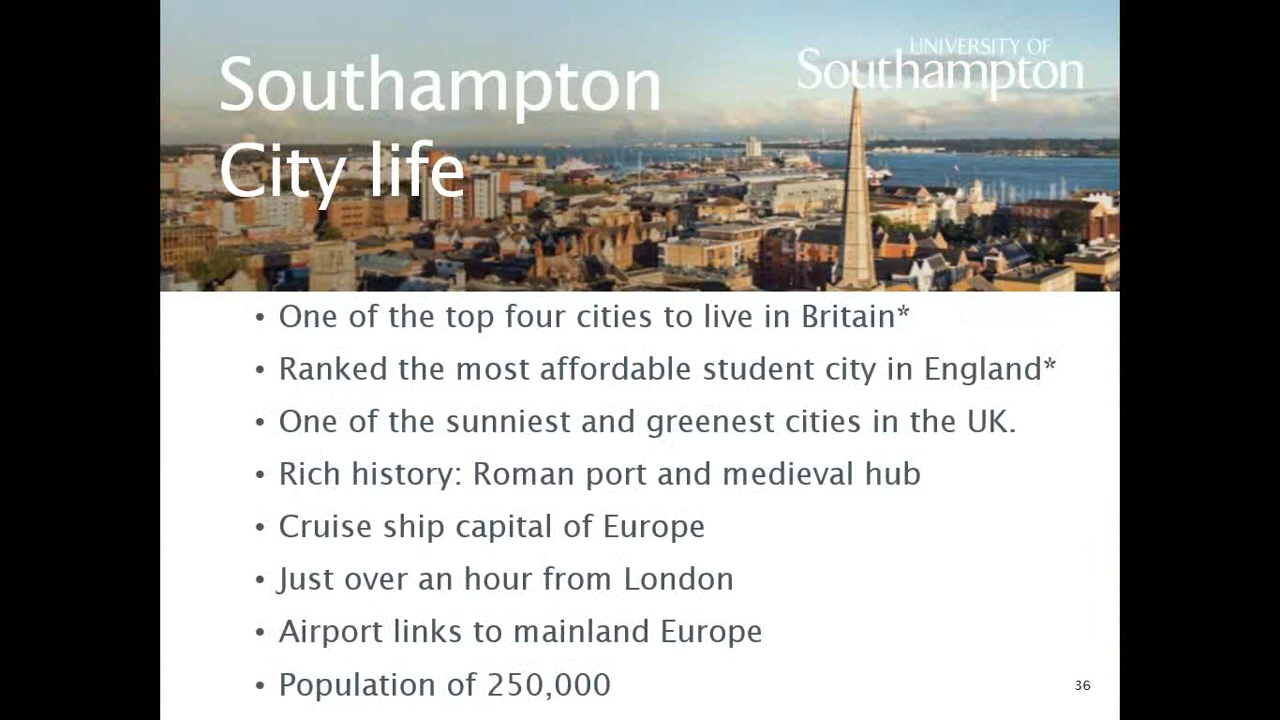 Southampton
City life
UNIVERSITY OF
Southampton
• One of the top four cities to live in Britain*
• Ranked the most affordable student city in England*
• One of the sunniest and greenest cities in the UK.
• Rich history: Roman port and medieval hub
• Cruise ship capital of Europe
• Just over an hour from London
• Airport links to mainland Europe
• Population of 250,000
36